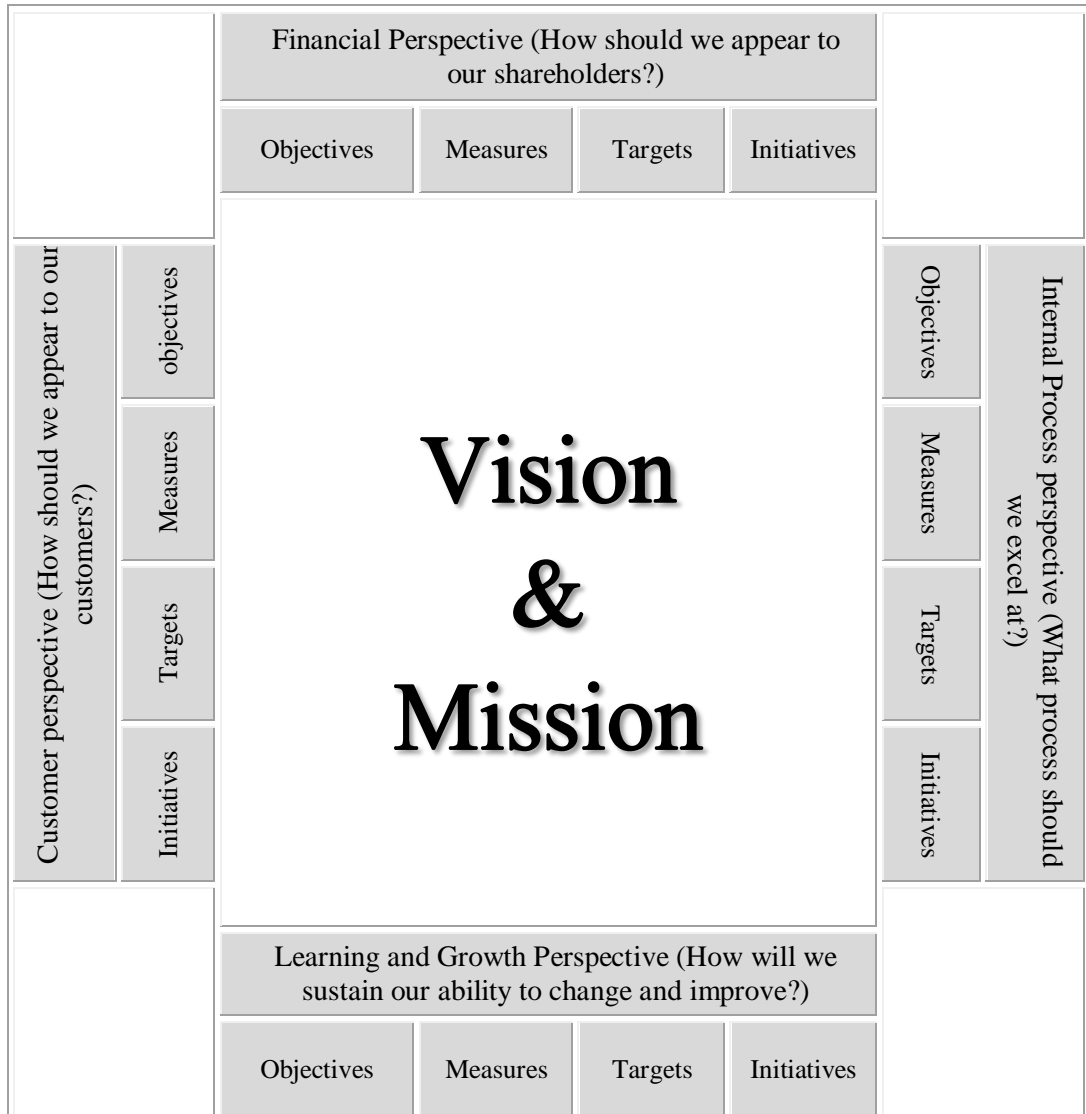 Financial Perspective (How should we appear to
our shareholders?)
Objectives
Measures
Targets
Initiatives
Customer perspective (How should we appear to our
customers?)
objectives
Measures
Targets
Initiatives
Vision
&
Mission
Objectives
Measures
Targets
Initiatives
Internal Process perspective (What process should
we excel at?)
Learning and Growth Perspective (How will we
sustain our ability to change and improve?)
Objectives
Measures
Targets
Initiatives